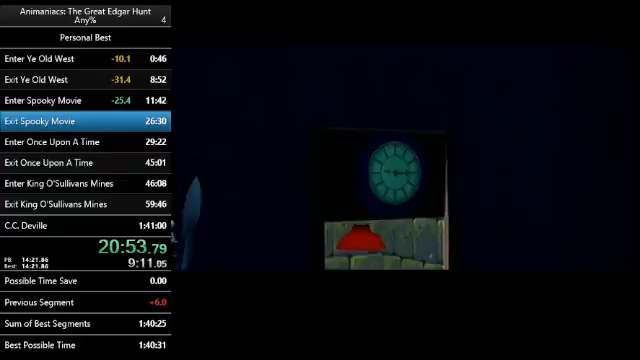 Animaniacs: The Great Edgar Hunt
Any% 4
Personal Best
Enter Ye Old West -10.1 0:46
Exit Ye Old West -31.4 8:52
Enter Spooky Movie -25.4 11:42
Exit Spooky Movie 26:30
Enter Once Upon A Time 29:22
Exit Once Upon A Time 45:01
Enter King O'Sullivans Mines 46:08
Exit King O'Sullivans Mines 59:46
C.C. Deville 1:41:00
20:53.79
PB: 14:21.86
Best: 14:21.86
9:11.05
Possible Time Save 0.00
Previous Segment +6.0
Sum of Best Segments 1:40:25
Best Possible Time 1:40:31